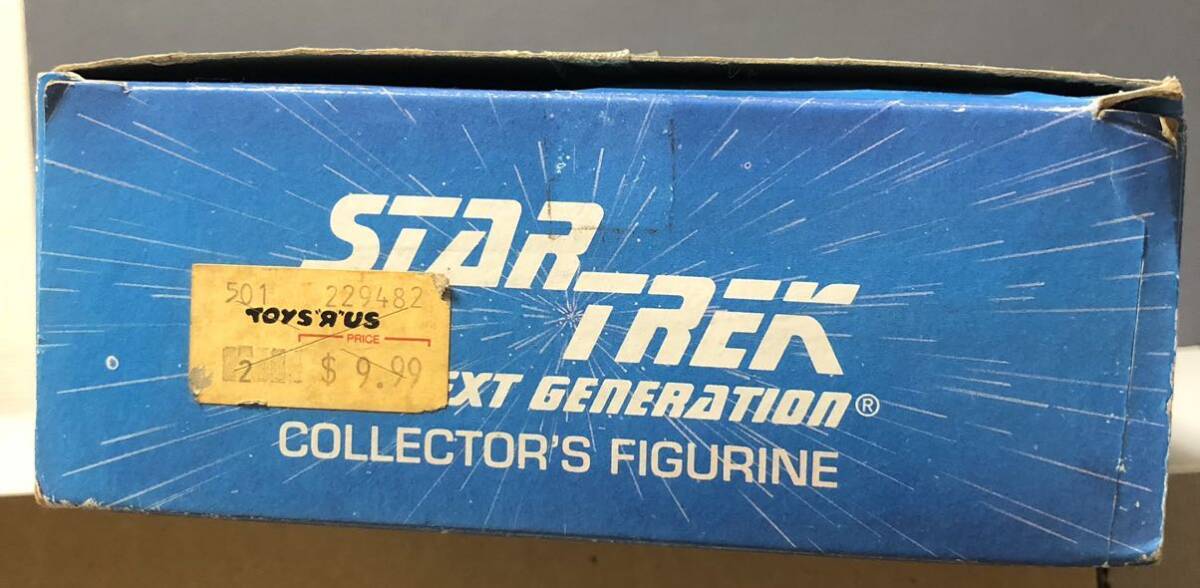 STAR
TREK
EXT GENERATION®
COLLECTOR'S FIGURINE
501 229482
TOYS "R" US
PRICE
2 $ 9.99